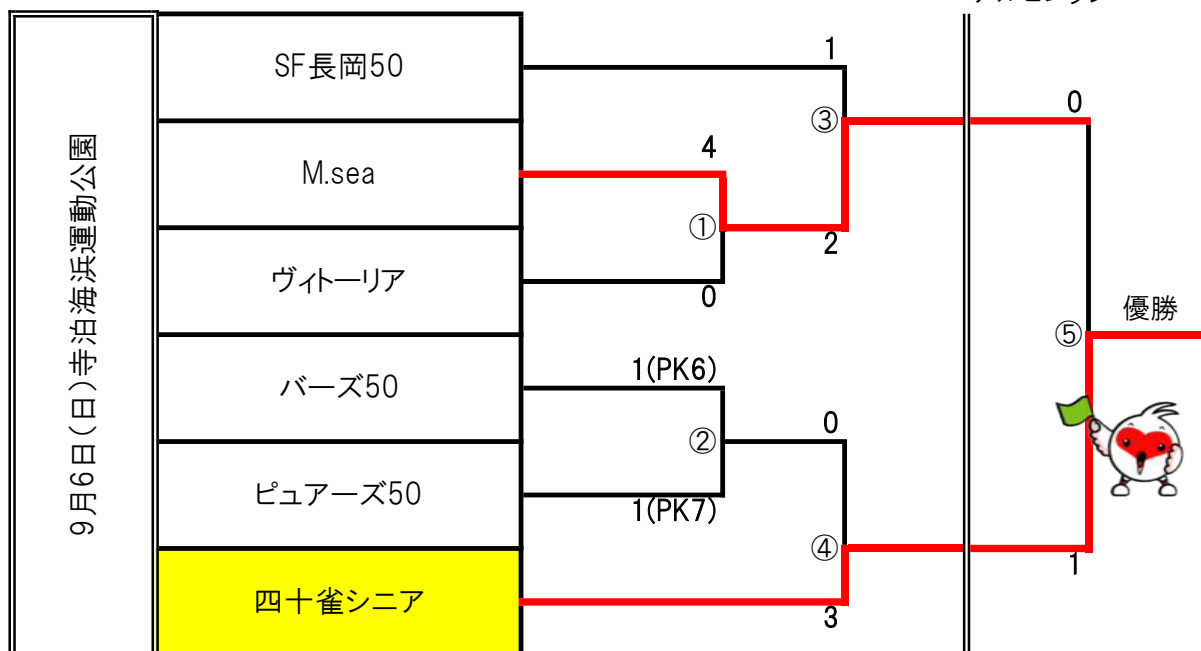 9月6日(日)寺泊海浜運動公園
SF長岡50
M.sea
ヴィトーリア
バーズ50
ピュアーズ50
四十雀シニア
1
③
2
4
①
0
1(PK6)
②
1(PK7)
0
④
3
0
⑤
1
優勝